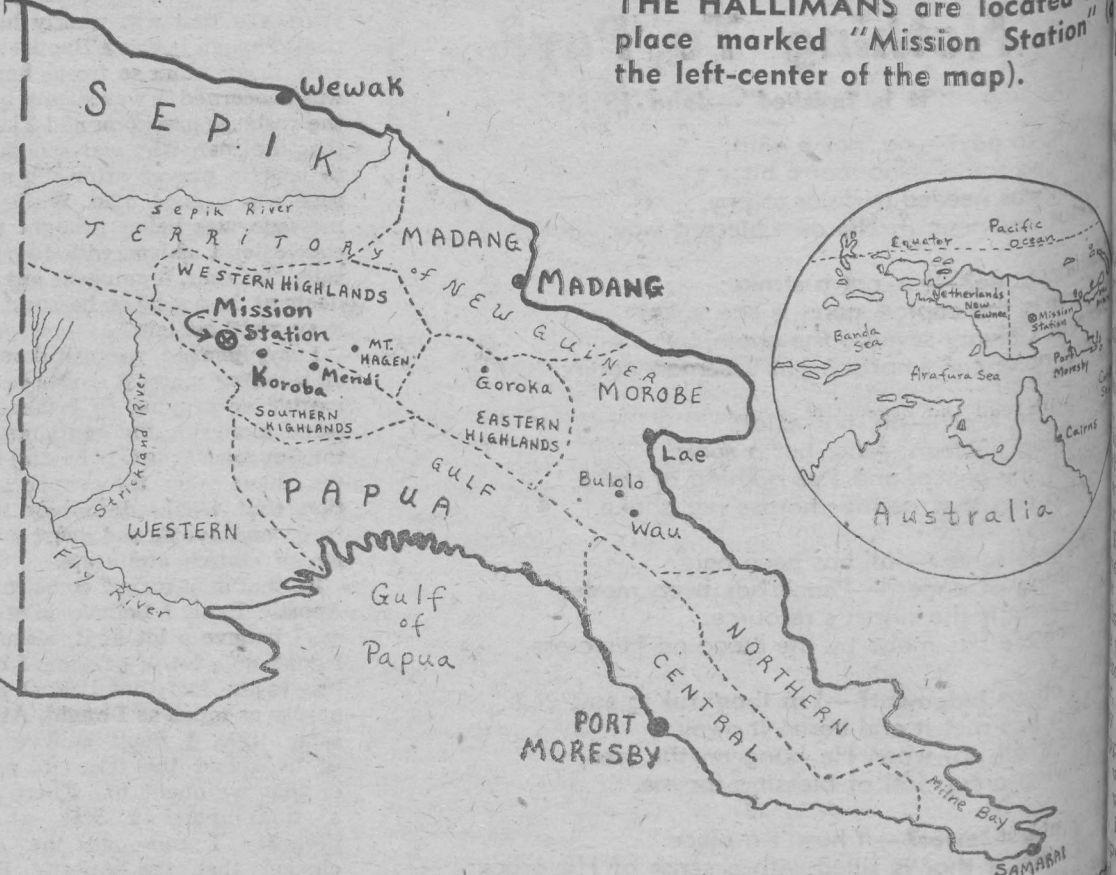 THE HALLIMANS are located
place marked "Mission Station"
the left-center of the map).
Wewak
SEPIK
Sepik River
TERRITORY of NEW GUINEA
MADANG
MADANG
WESTERN HIGHLANDS
Mission
Station
MT.
HAGEN
Koroba
Mendi
Goroka
MOROBE
SOUTHERN
HIGHLANDS
EASTERN
HIGHLANDS
Lae
Strickland River
GULF
Bulolo
PAPUA
Wau
WESTERN
Fly River
Gulf
of
Papua
NORTHERN
CENTRAL
PORT
MORESBY
Milne Bay
SAMARAI
Pacific
Ocean
Equator
Netherlands
New
Guinea
Mission
Station
Banda
Sea
Port
Moresby
Arafura Sea
Cairns
Australia